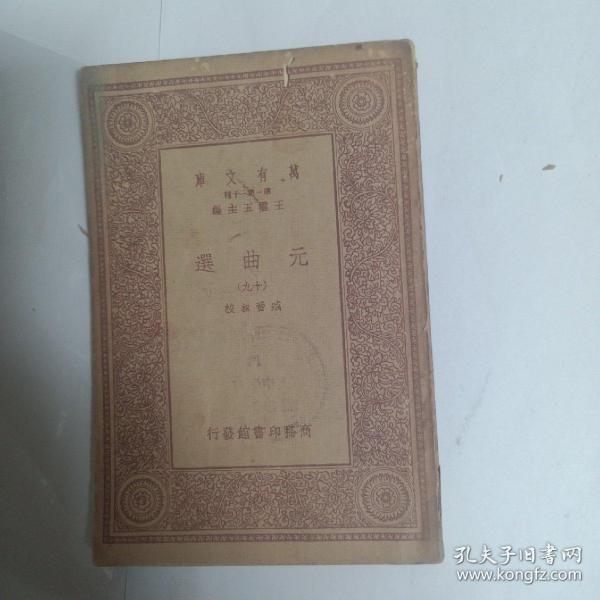 萬有文庫
第一集一千種
王雲五主編
元曲選
(十九)
臧晉叔校
商務印書館發行
孔夫子旧书网
www.kongfz.com